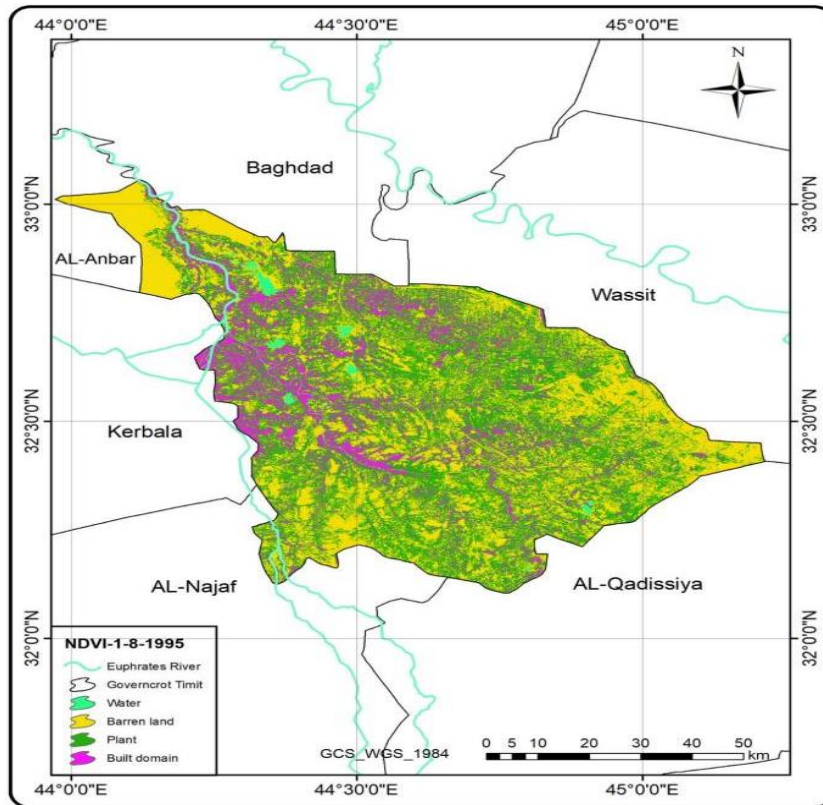 44°0'0"E 44°30'0"E 45°0'0"E
N
Baghdad
33°0'0"N 33°0'0"N
AL-Anbar
Wassit
32°30'0"N 32°30'0"N
Kerbala
AL-Najaf
AL-Qadissiya
32°0'0"N 32°0'0"N
NDVI-1-8-1995
Euphrates River
Governcrot Timit
Water
Barren land
Plant
Built domain
GCS_WGS_1984
0 5 10 20 30 40 50
km
44°0'0"E 44°30'0"E 45°0'0"E